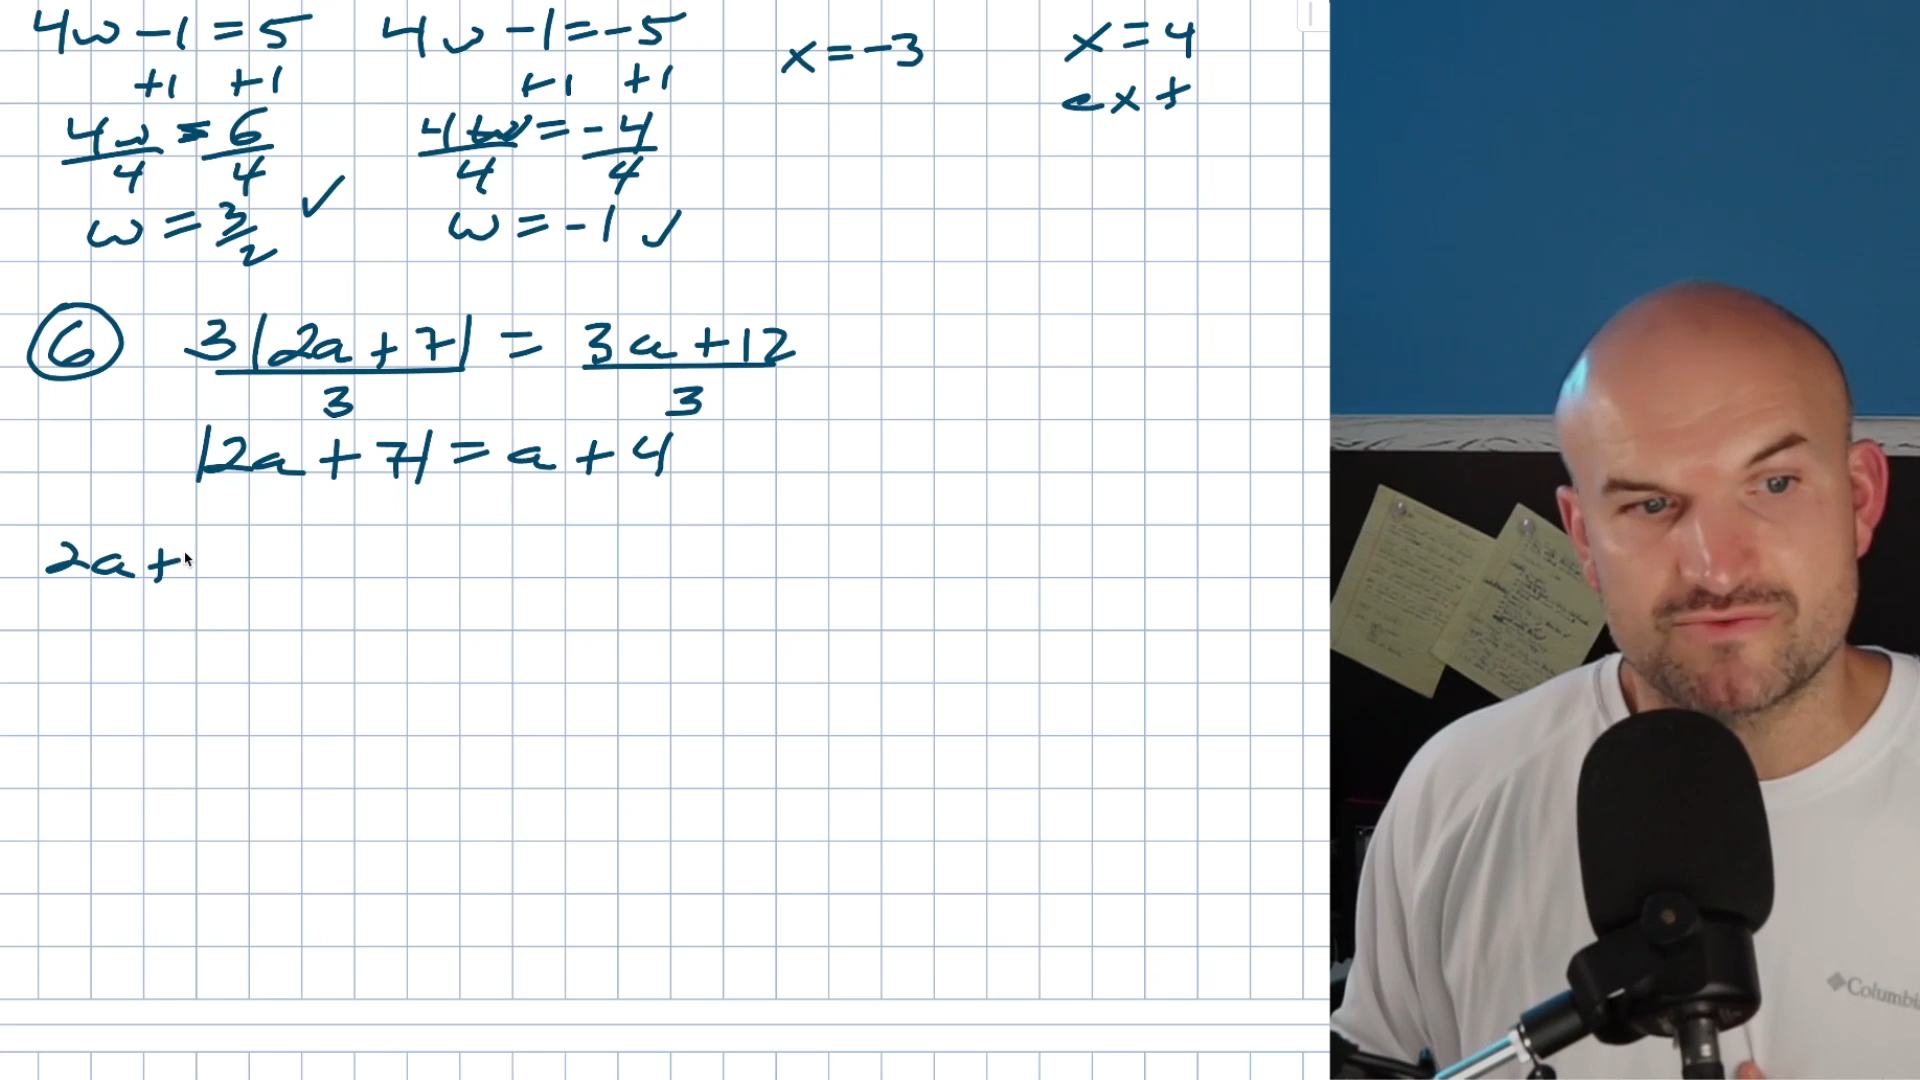 4w - 1 = 5
+1 +1
4w = 6
4 4
w = 3/2 ✓
4w - 1 = -5
+1 +1
4w = -4
4 4
w = -1 ✓
x = -3
x = 4
ext
6 3|2a + 7| = 3a + 12
3 3
|2a + 7| = a + 4
2a +
Columbia